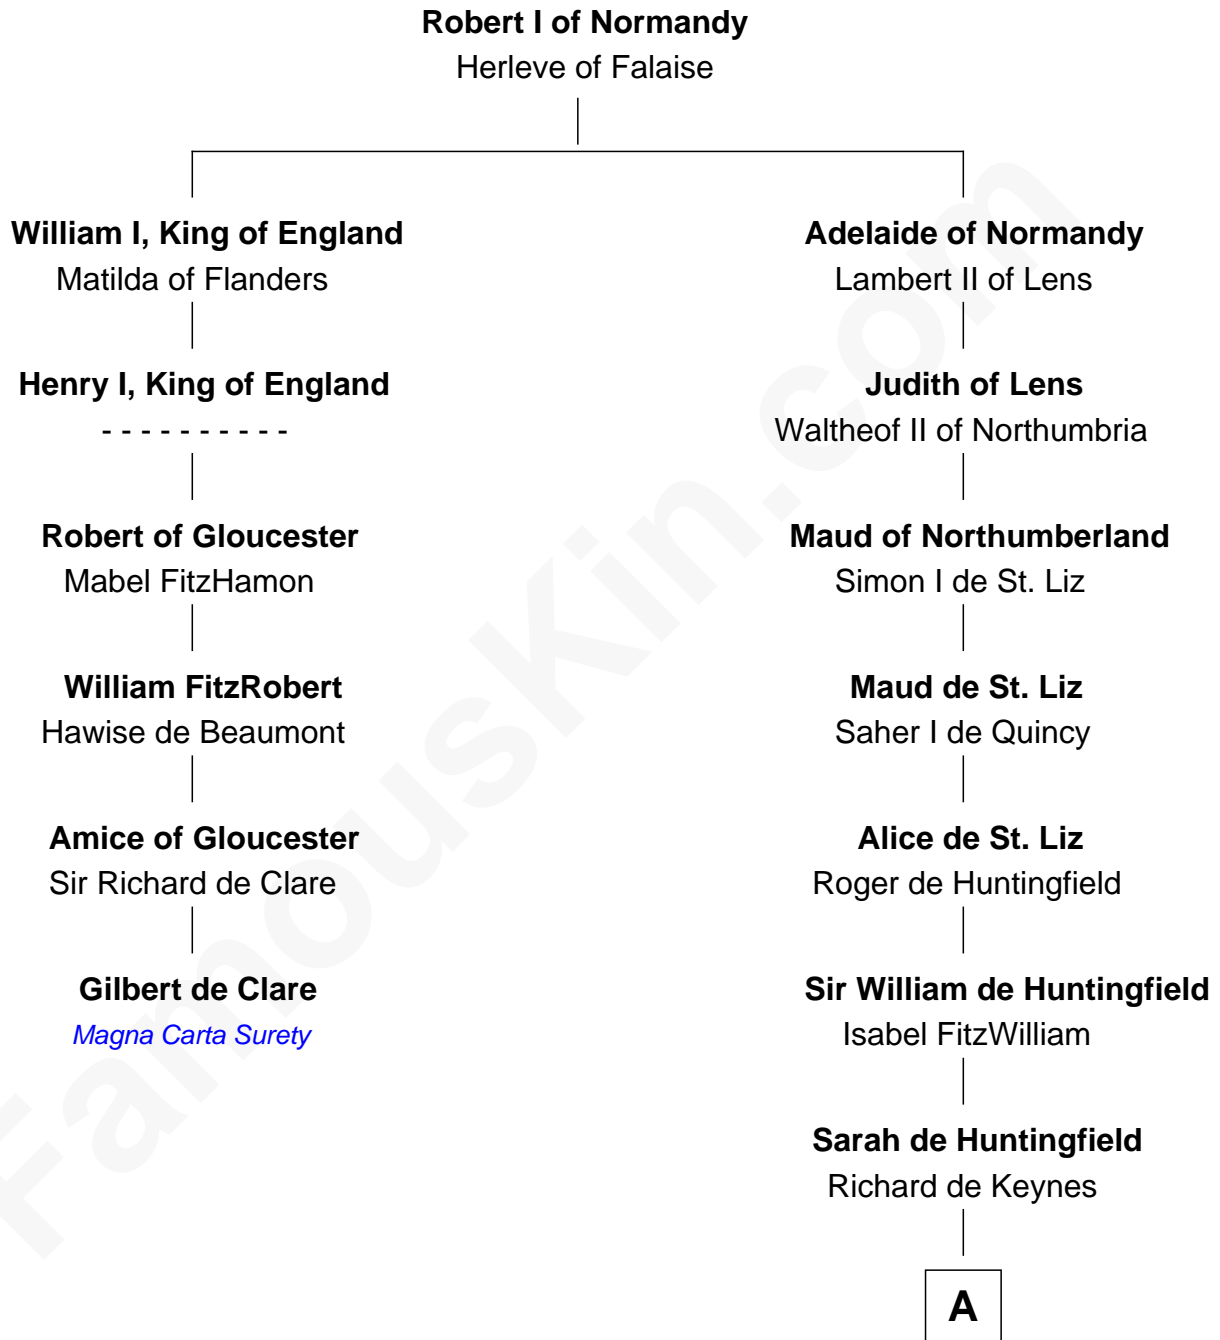 Robert I of Normandy
Herleve of Falaise
William I, King of England
Matilda of Flanders
Henry I, King of England
- - - - - - - - - -
Robert of Gloucester
Mabel FitzHamon
William FitzRobert
Hawise de Beaumont
Amice of Gloucester
Sir Richard de Clare
Gilbert de Clare
Magna Carta Surety
Adelaide of Normandy
Lambert II of Lens
Judith of Lens
Waltheof II of Northumbria
Maud of Northumberland
Simon I de St. Liz
Maud de St. Liz
Saher I de Quincy
Alice de St. Liz
Roger de Huntingfield
Sir William de Huntingfield
Isabel FitzWilliam
Sarah de Huntingfield
Richard de Keynes
A
FamousKin.com